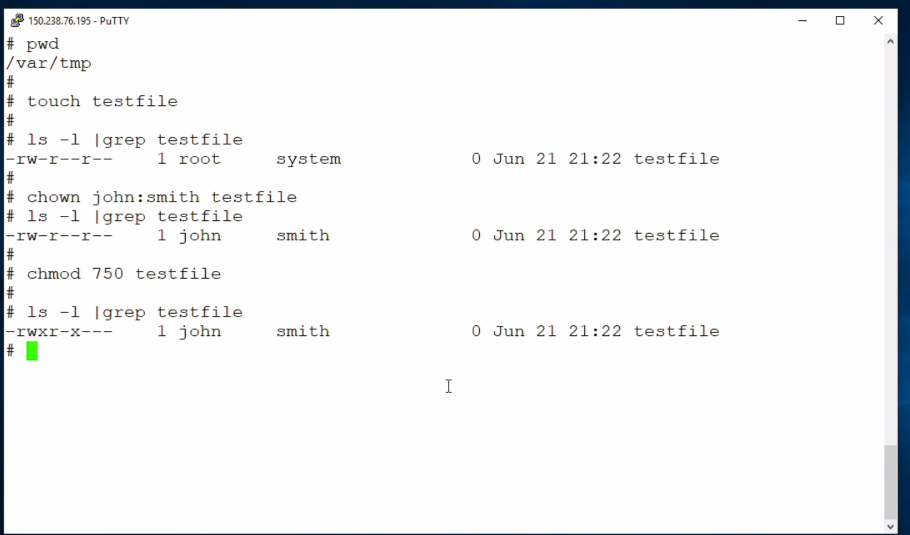 150.238.76.195 - PuTTY
# pwd
/var/tmp
#
# touch testfile
#
# ls -l |grep testfile
-rw-r--r--    1 root     system            0 Jun 21 21:22 testfile
#
# chown john:smith testfile
# ls -l |grep testfile
-rw-r--r--    1 john     smith             0 Jun 21 21:22 testfile
#
# chmod 750 testfile
#
# ls -l |grep testfile
-rwxr-x---    1 john     smith             0 Jun 21 21:22 testfile
#